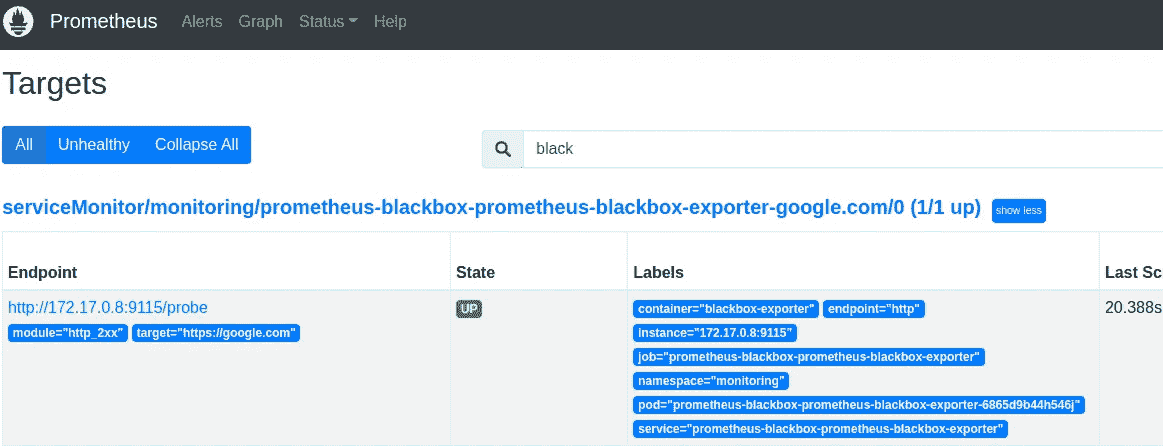 Prometheus Alerts Graph Status Help
Targets
All Unhealthy Collapse All
black
serviceMonitor/monitoring/prometheus-blackbox-prometheus-blackbox-exporter-google.com/0 (1/1 up) show less
Endpoint State Labels Last Sc
http://172.17.0.8:9115/probe UP container="blackbox-exporter" endpoint="http" 20.388s
module="http_2xx" target="https://google.com" instance="172.17.0.8:9115"
job="prometheus-blackbox-prometheus-blackbox-exporter"
namespace="monitoring"
pod="prometheus-blackbox-prometheus-blackbox-exporter-6865d9b44h546j"
service="prometheus-blackbox-prometheus-blackbox-exporter"